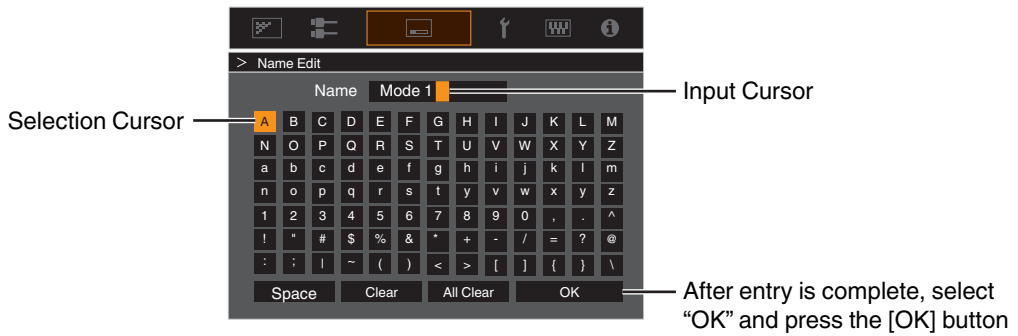 > Name Edit
Name Mode 1
Input Cursor
Selection Cursor
A B C D E F G H I J K L M
N O P Q R S T U V W X Y Z
a b c d e f g h i j k l m
n o p q r s t y v w x y z
1 2 3 4 5 6 7 8 9 0 , . ^
! " # $ % & * + - / = ? @
: ; | ~ ( ) < > [ ] { } \
Space Clear All Clear OK
After entry is complete, select
“OK” and press the [OK] button